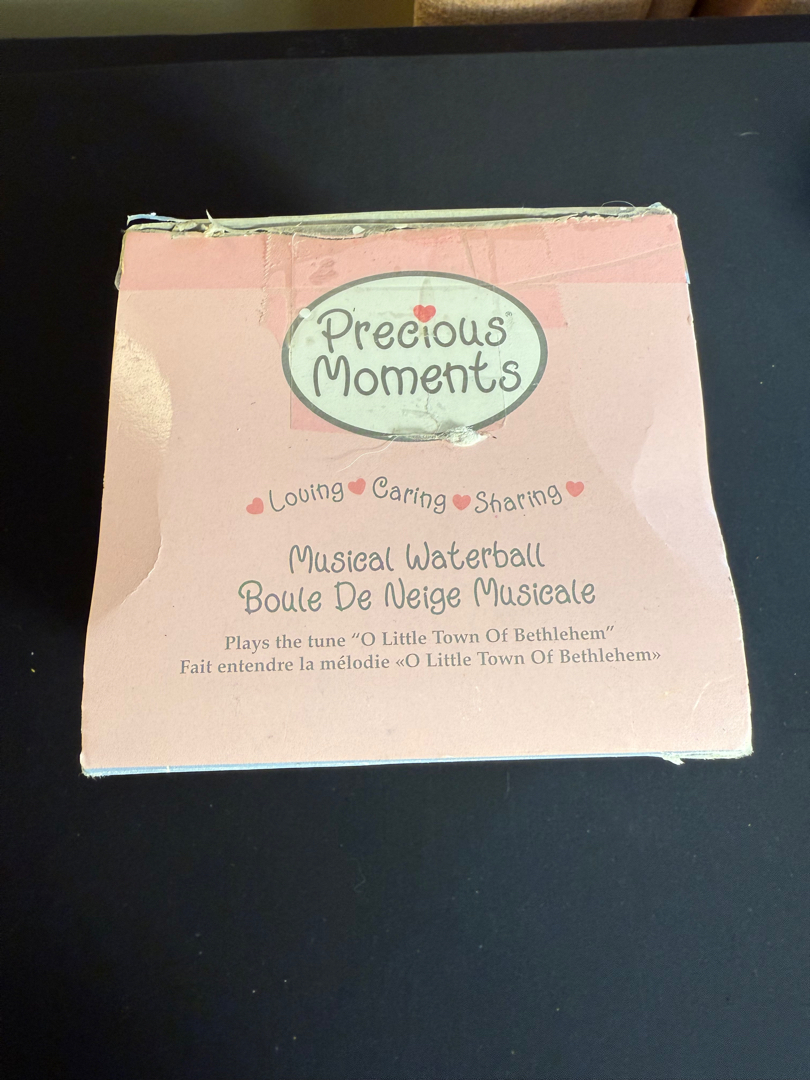 Precious®
Moments
Loving Caring Sharing
Musical Waterball
Boule De Neige Musicale
Plays the tune “O Little Town Of Bethlehem”
Fait entendre la mélodie «O Little Town Of Bethlehem»